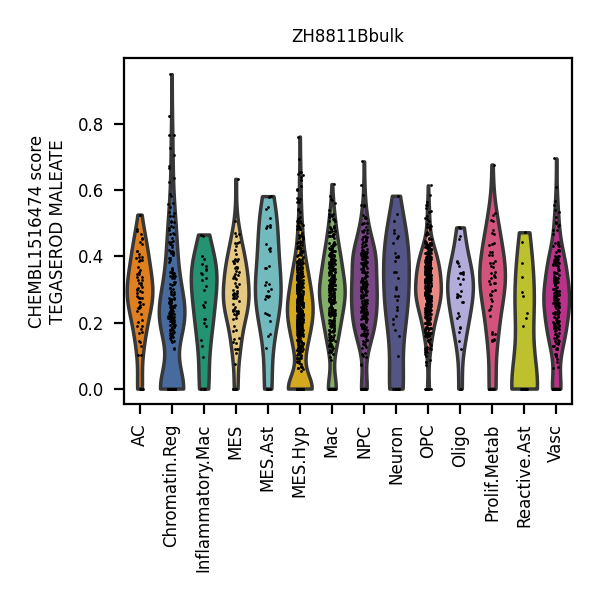 ZH8811Bbulk
CHEMBL1516474 score
TEGASEROD MALEATE
0.8
0.6
0.4
0.2
0.0
AC
Chromatin.Reg
Inflammatory.Mac
MES
MES.Ast
MES.Hyp
Mac
NPC
Neuron
OPC
Oligo
Prolif.Metab
Reactive.Ast
Vasc